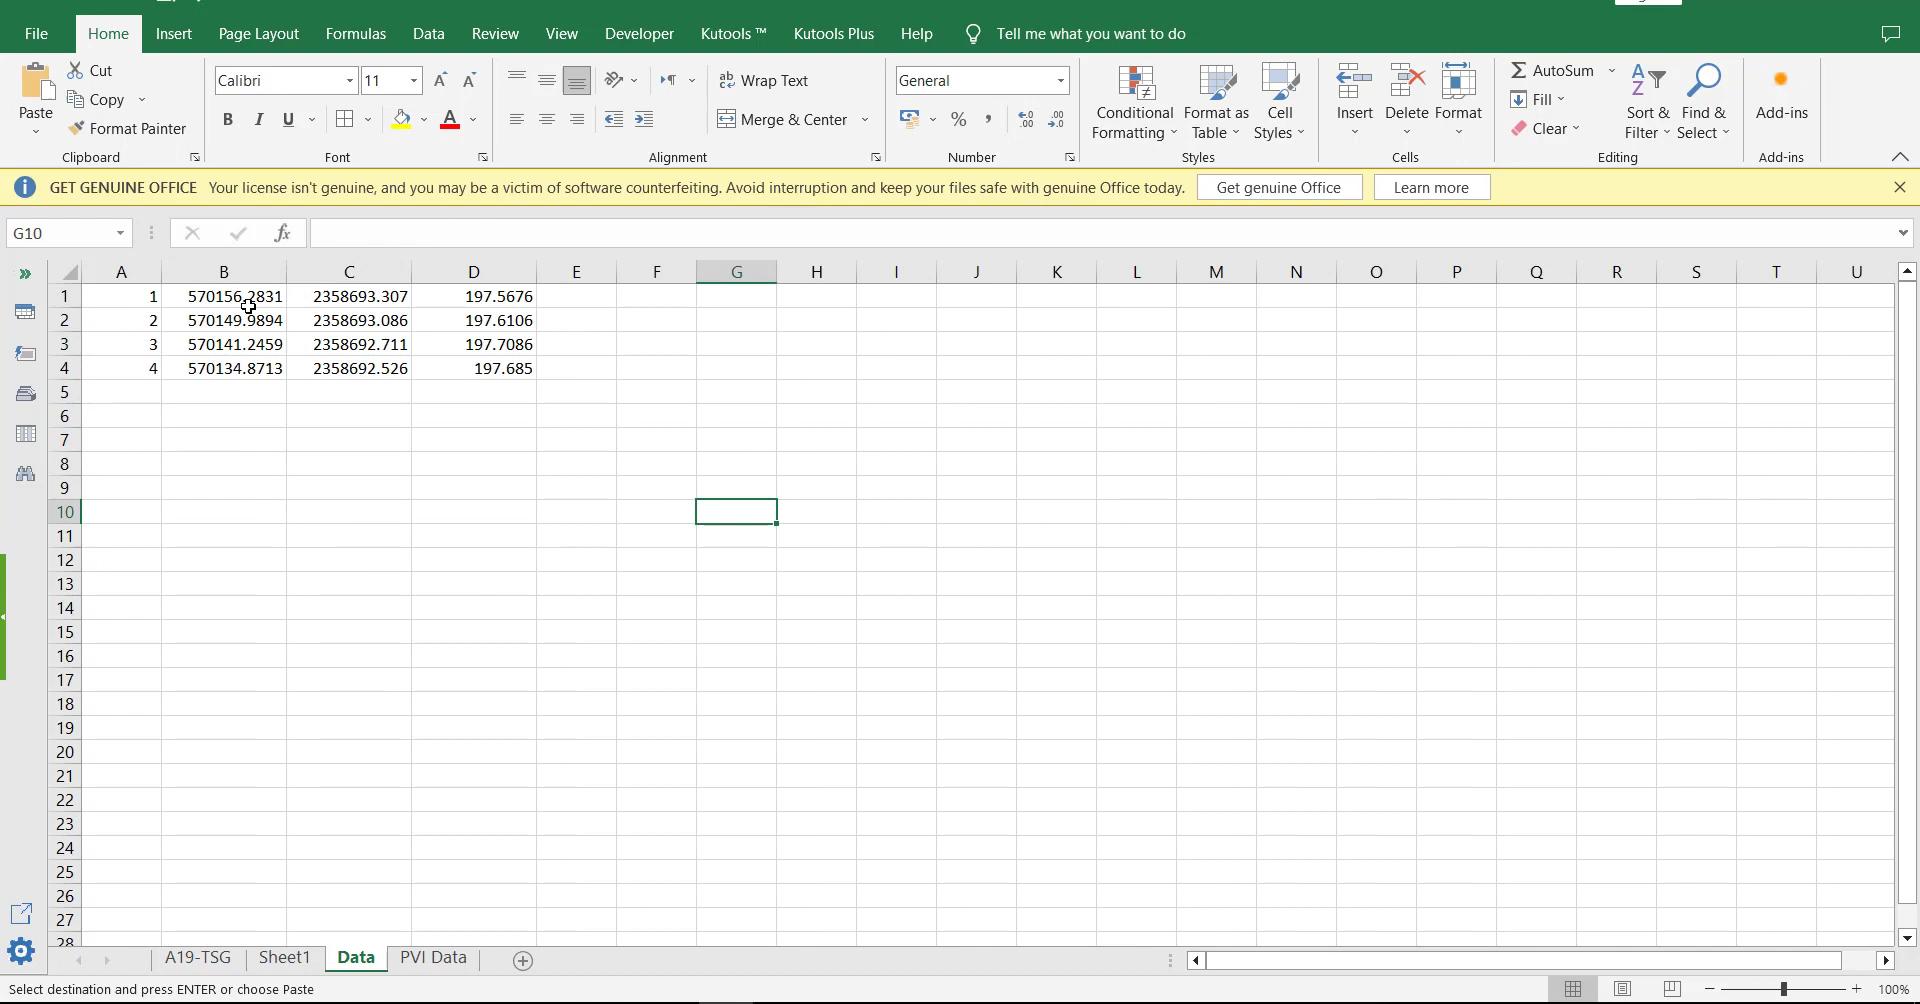 File Home Insert Page Layout Formulas Data Review View Developer Kutools ™ Kutools Plus Help Tell me what you want to do
Paste
Cut
Copy
Format Painter
Clipboard
Calibri 11
B I U
Font
Wrap Text
Merge & Center
Alignment
General
%
Number
Conditional Formatting
Format as Table
Cell Styles
Styles
Insert Delete Format
Cells
AutoSum
Fill
Clear
Sort & Filter
Find & Select
Editing
Add-ins
Add-ins
GET GENUINE OFFICE Your license isn't genuine, and you may be a victim of software counterfeiting. Avoid interruption and keep your files safe with genuine Office today. Get genuine Office Learn more
G10 fx
A B C D E F G H I J K L M N O P Q R S T U
1 1 570156.2831 2358693.307 197.5676
2 2 570149.9894 2358693.086 197.6106
3 3 570141.2459 2358692.711 197.7086
4 4 570134.8713 2358692.526 197.685
5
6
7
8
9
10
11
12
13
14
15
16
17
18
19
20
21
22
23
24
25
26
27
28
A19-TSG Sheet1 Data PVI Data
Select destination and press ENTER or choose Paste 100%